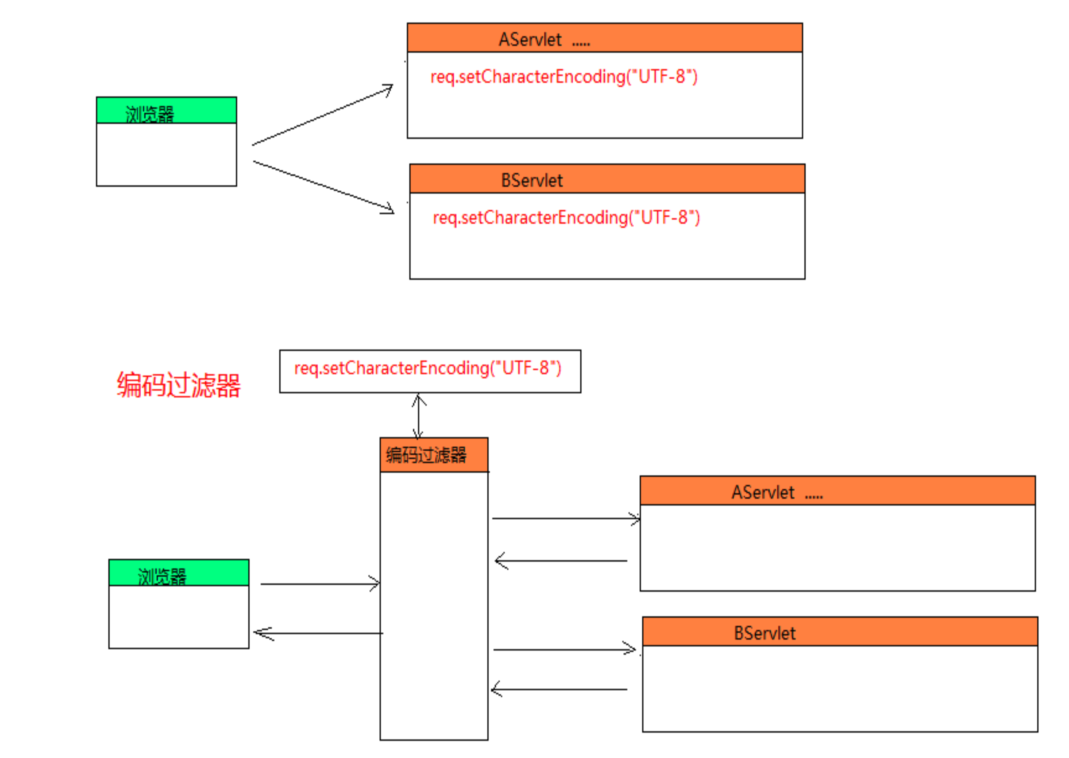 AServlet .....
req.setCharacterEncoding("UTF-8")
浏览器
BServlet
req.setCharacterEncoding("UTF-8")
req.setCharacterEncoding("UTF-8")
编码过滤器
编码过滤器
AServlet .....
浏览器
BServlet